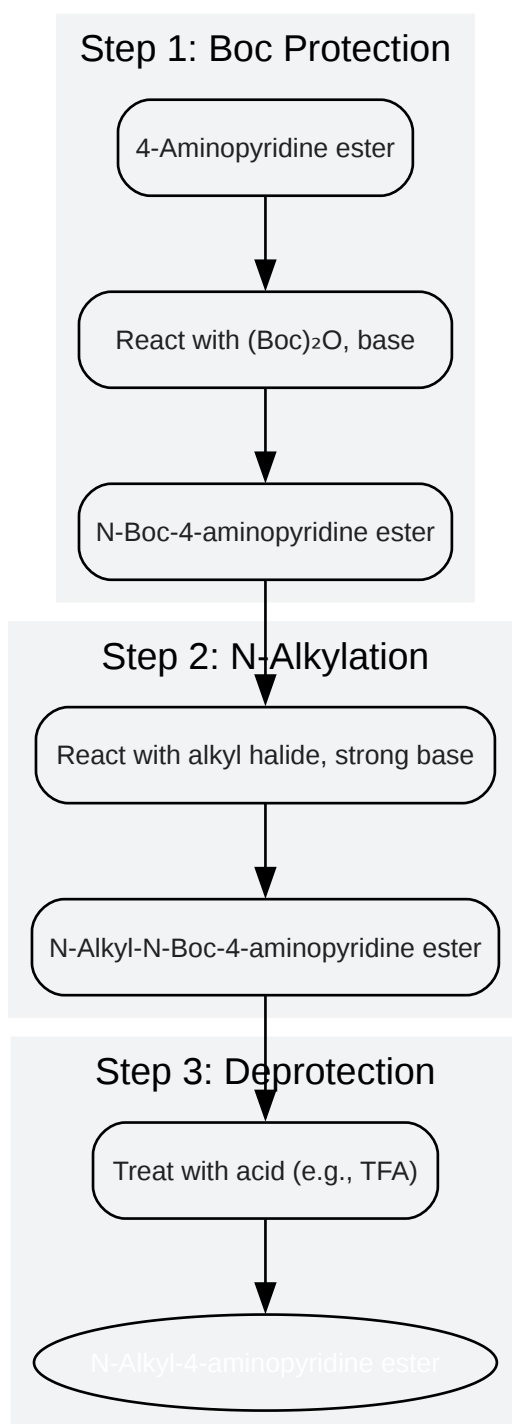 Step 1: Boc Protection
4-Aminopyridine ester
React with (Boc)₂O, base
N-Boc-4-aminopyridine ester
Step 2: N-Alkylation
React with alkyl halide, strong base
N-Alkyl-N-Boc-4-aminopyridine ester
Step 3: Deprotection
Treat with acid (e.g., TFA)
N-Alkyl-4-aminopyridine ester